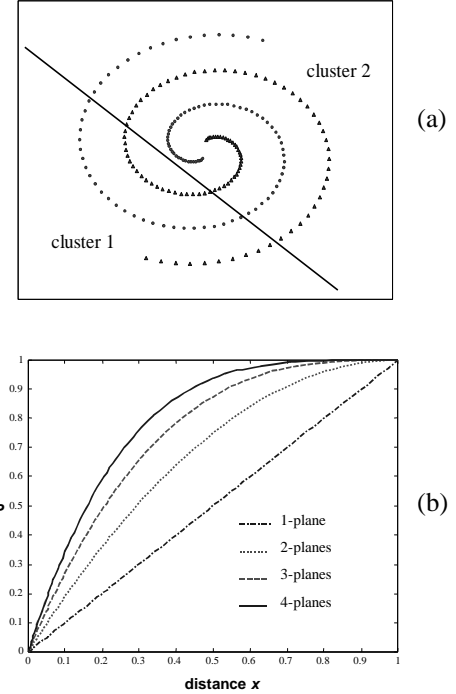 cluster 2
(a)
cluster 1
1
0.9
0.8
0.7
0.6
0.5
0.4
0.3
0.2
0.1
0
(b)
1-plane
2-planes
3-planes
4-planes
0 0.1 0.2 0.3 0.4 0.5 0.6 0.7 0.8 0.9 1
distance x